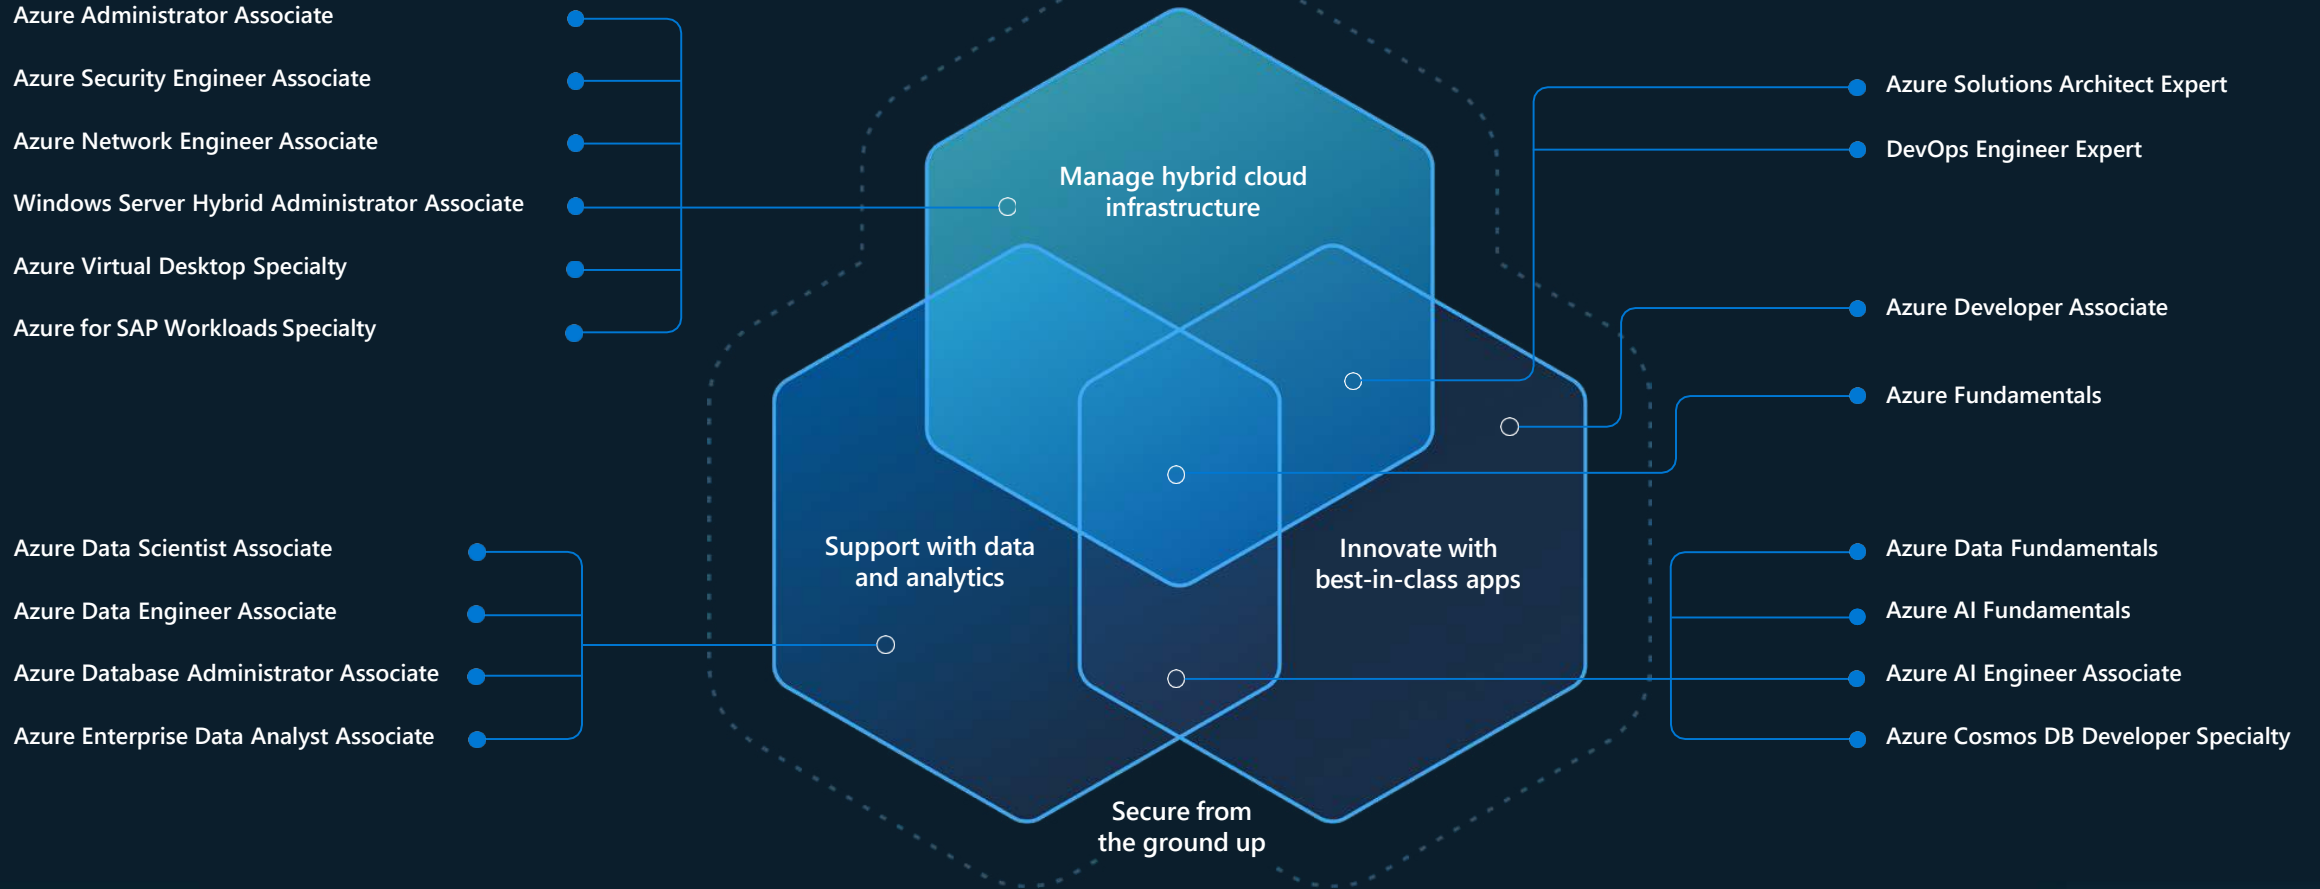 Azure Administrator Associate
Azure Security Engineer Associate
Azure Network Engineer Associate
Windows Server Hybrid Administrator Associate
Azure Virtual Desktop Specialty
Azure for SAP Workloads Specialty
Azure Data Scientist Associate
Azure Data Engineer Associate
Azure Database Administrator Associate
Azure Enterprise Data Analyst Associate
Manage hybrid cloud
infrastructure
Support with data
and analytics
Innovate with
best-in-class apps
Secure from
the ground up
Azure Solutions Architect Expert
DevOps Engineer Expert
Azure Developer Associate
Azure Fundamentals
Azure Data Fundamentals
Azure AI Fundamentals
Azure AI Engineer Associate
Azure Cosmos DB Developer Specialty